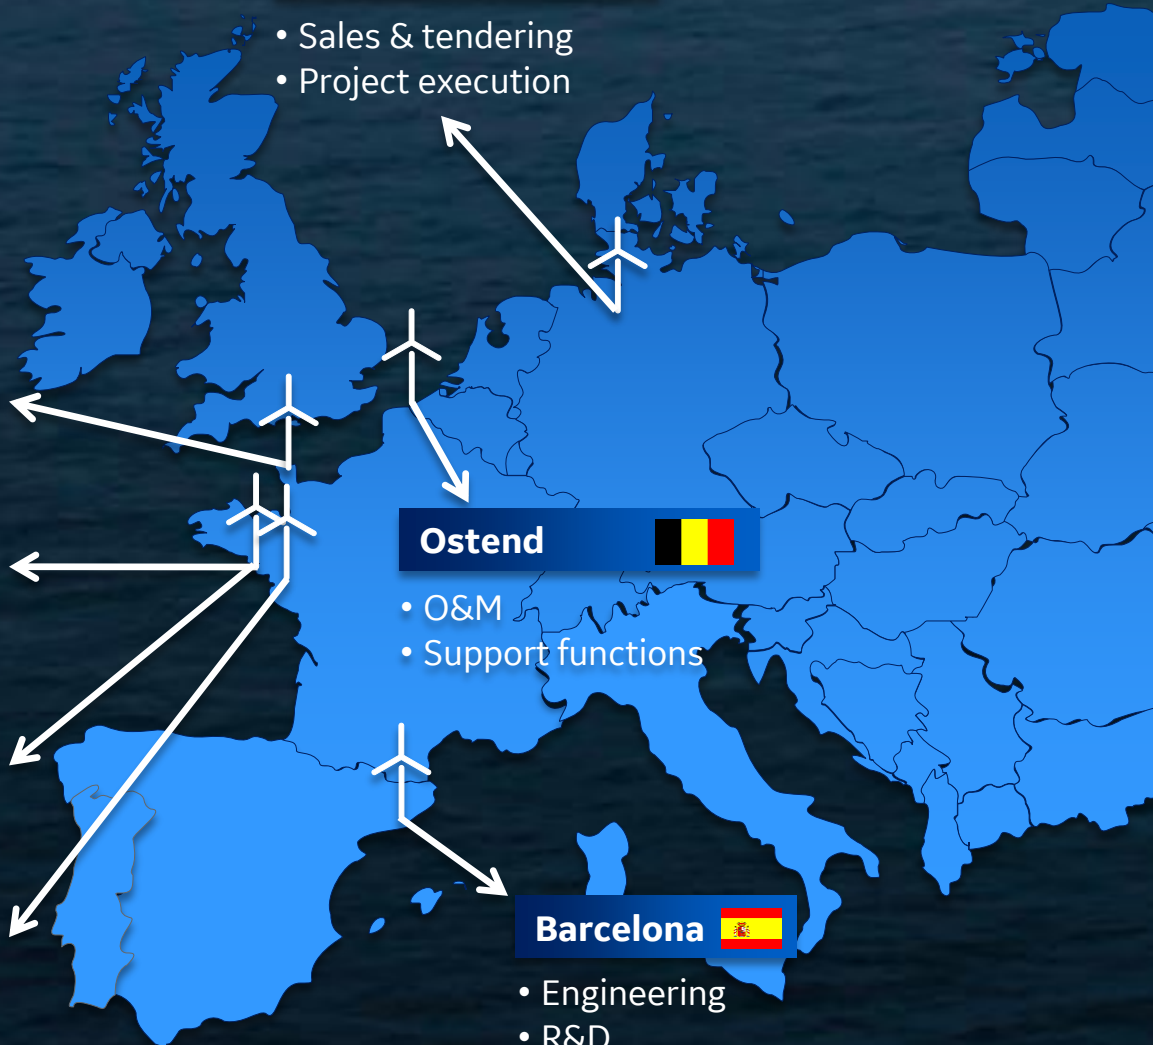 • Sales & tendering
• Project execution
Ostend
• O&M
• Support functions
Barcelona
• Engineering
• R&D